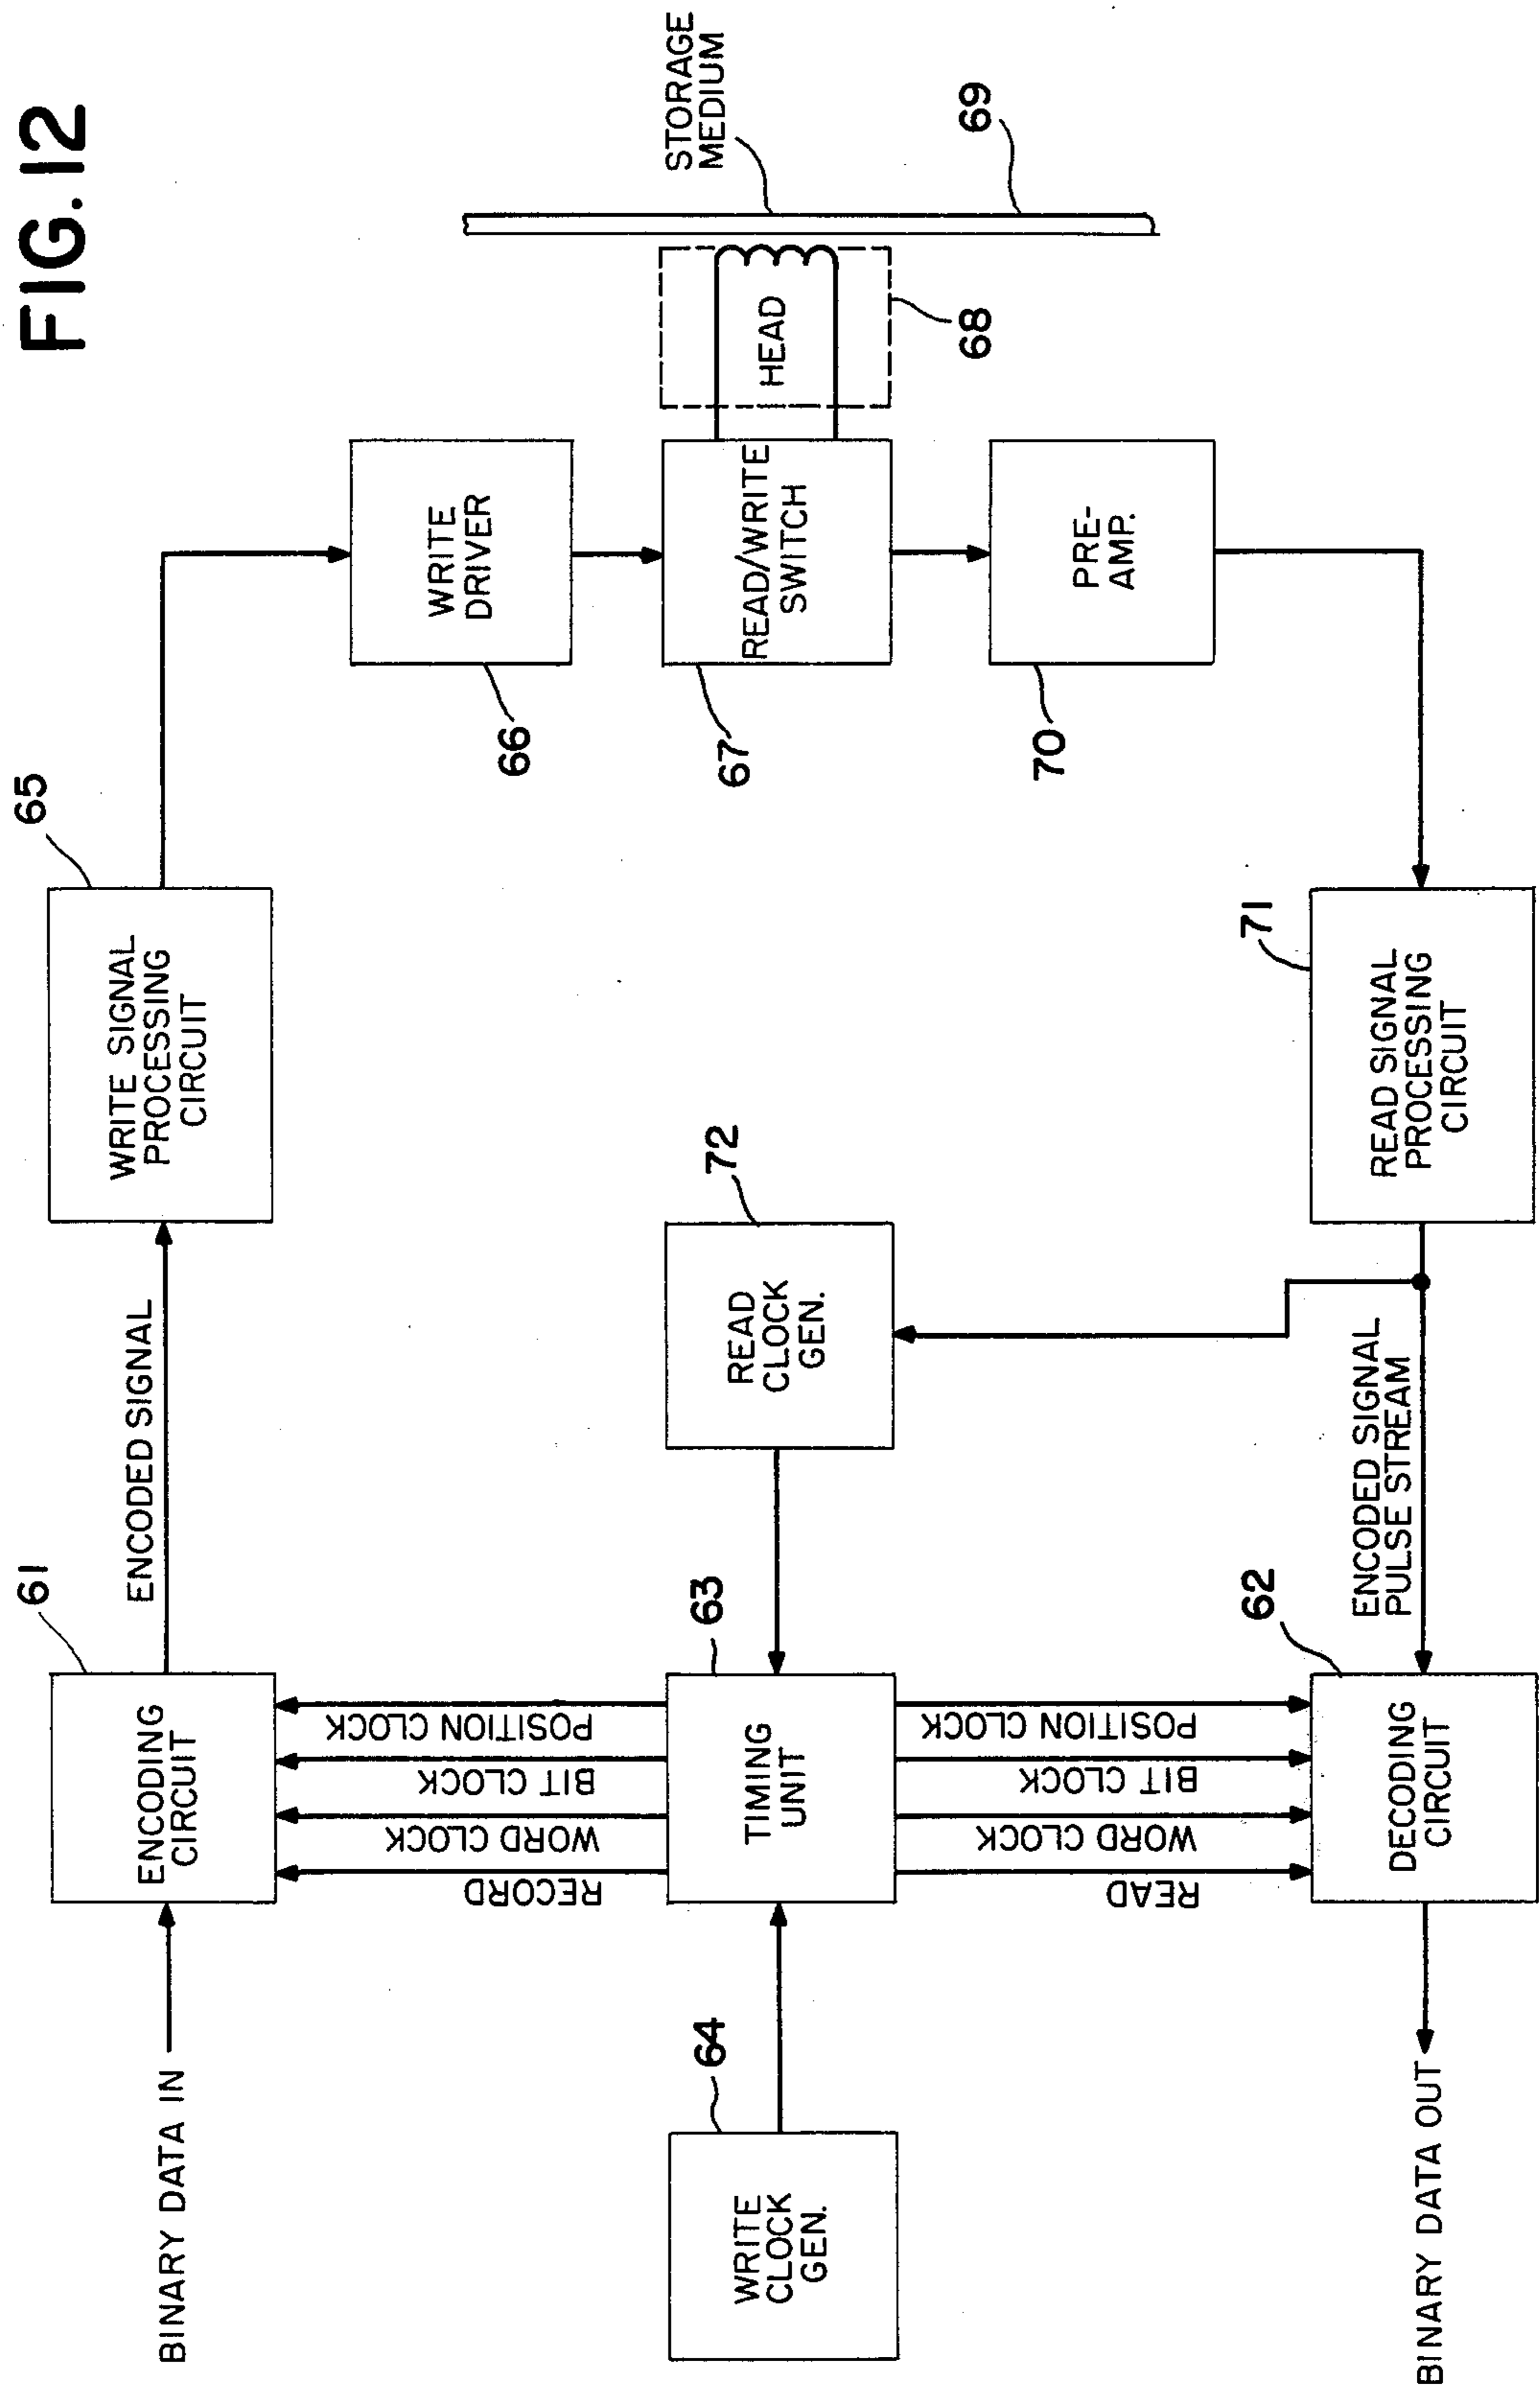 FIG. 12
61
65
BINARY DATA IN
ENCODING
CIRCUIT
ENCODED SIGNAL
WRITE SIGNAL
PROCESSING
CIRCUIT
RECORD
WORD CLOCK
BIT CLOCK
POSITION CLOCK
66
WRITE
DRIVER
64
WRITE
CLOCK
GEN.
63
TIMING
UNIT
72
READ
CLOCK
GEN.
67
READ/WRITE
SWITCH
HEAD
68
STORAGE
MEDIUM
69
READ
WORD CLOCK
BIT CLOCK
POSITION CLOCK
70
PRE-
AMP.
62
71
BINARY DATA OUT
DECODING
CIRCUIT
ENCODED SIGNAL
PULSE STREAM
READ SIGNAL
PROCESSING
CIRCUIT